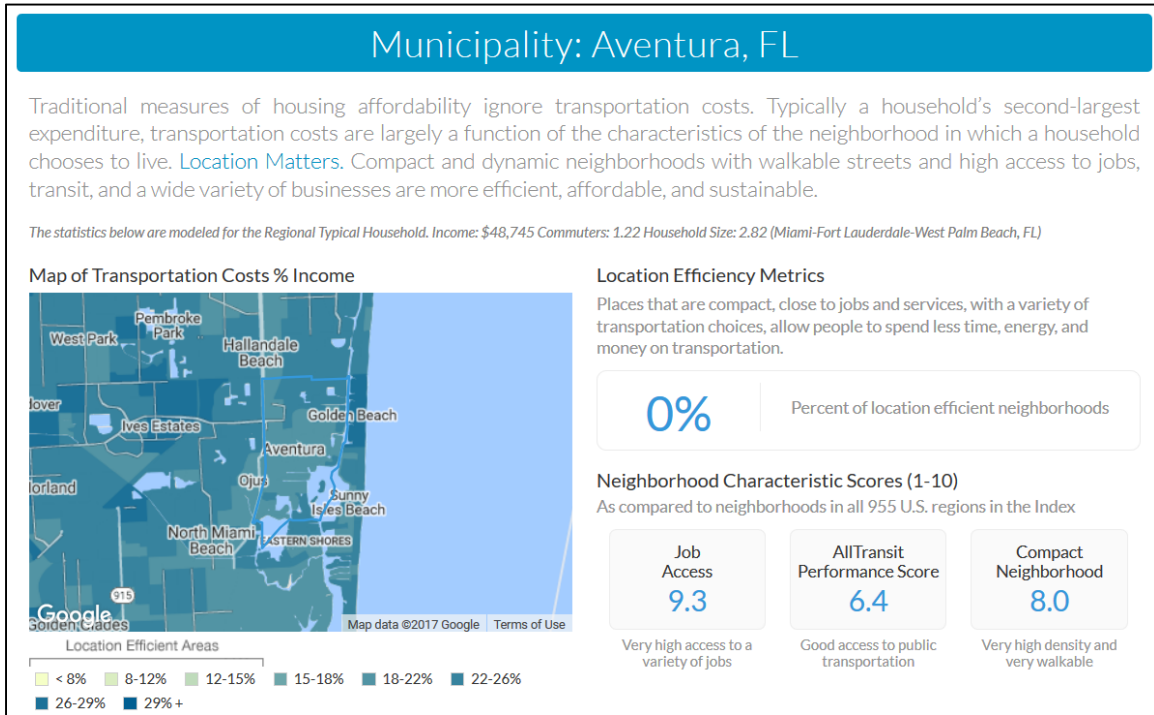 Municipality: Aventura, FL
Traditional measures of housing affordability ignore transportation costs. Typically a household's second-largest
expenditure, transportation costs are largely a function of the characteristics of the neighborhood in which a household
chooses to live. Location Matters. Compact and dynamic neighborhoods with walkable streets and high access to jobs,
transit, and a wide variety of businesses are more efficient, affordable, and sustainable.
The statistics below are modeled for the Regional Typical Household. Income: $48,745 Commuters: 1.22 Household Size: 2.82 (Miami-Fort Lauderdale-West Palm Beach, FL)
Map of Transportation Costs % Income
Pembroke
Park
West Park
Hallandale
Beach
dover
Golden Beach
Ives Estates
Aventura
Ojus
Norland
Sunny
Isles Beach
North Miami
Beach
EASTERN SHORES
915
Google
Golden Glades
Map data ©2017 Google
Terms of Use
Location Efficient Areas
< 8%
8-12%
12-15%
15-18%
18-22%
22-26%
26-29%
29% +
Location Efficiency Metrics
Places that are compact, close to jobs and services, with a variety of
transportation choices, allow people to spend less time, energy, and
money on transportation.
0%
Percent of location efficient neighborhoods
Neighborhood Characteristic Scores (1-10)
As compared to neighborhoods in all 955 U.S. regions in the Index
Job
Access
9.3
Very high access to a
variety of jobs
AllTransit
Performance Score
6.4
Good access to public
transportation
Compact
Neighborhood
8.0
Very high density and
very walkable